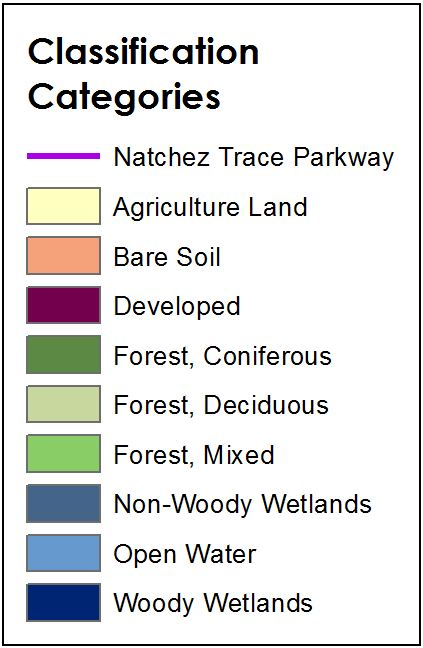 Classification
Categories
Natchez Trace Parkway
Agriculture Land
Bare Soil
Developed
Forest, Coniferous
Forest, Deciduous
Forest, Mixed
Non-Woody Wetlands
Open Water
Woody Wetlands